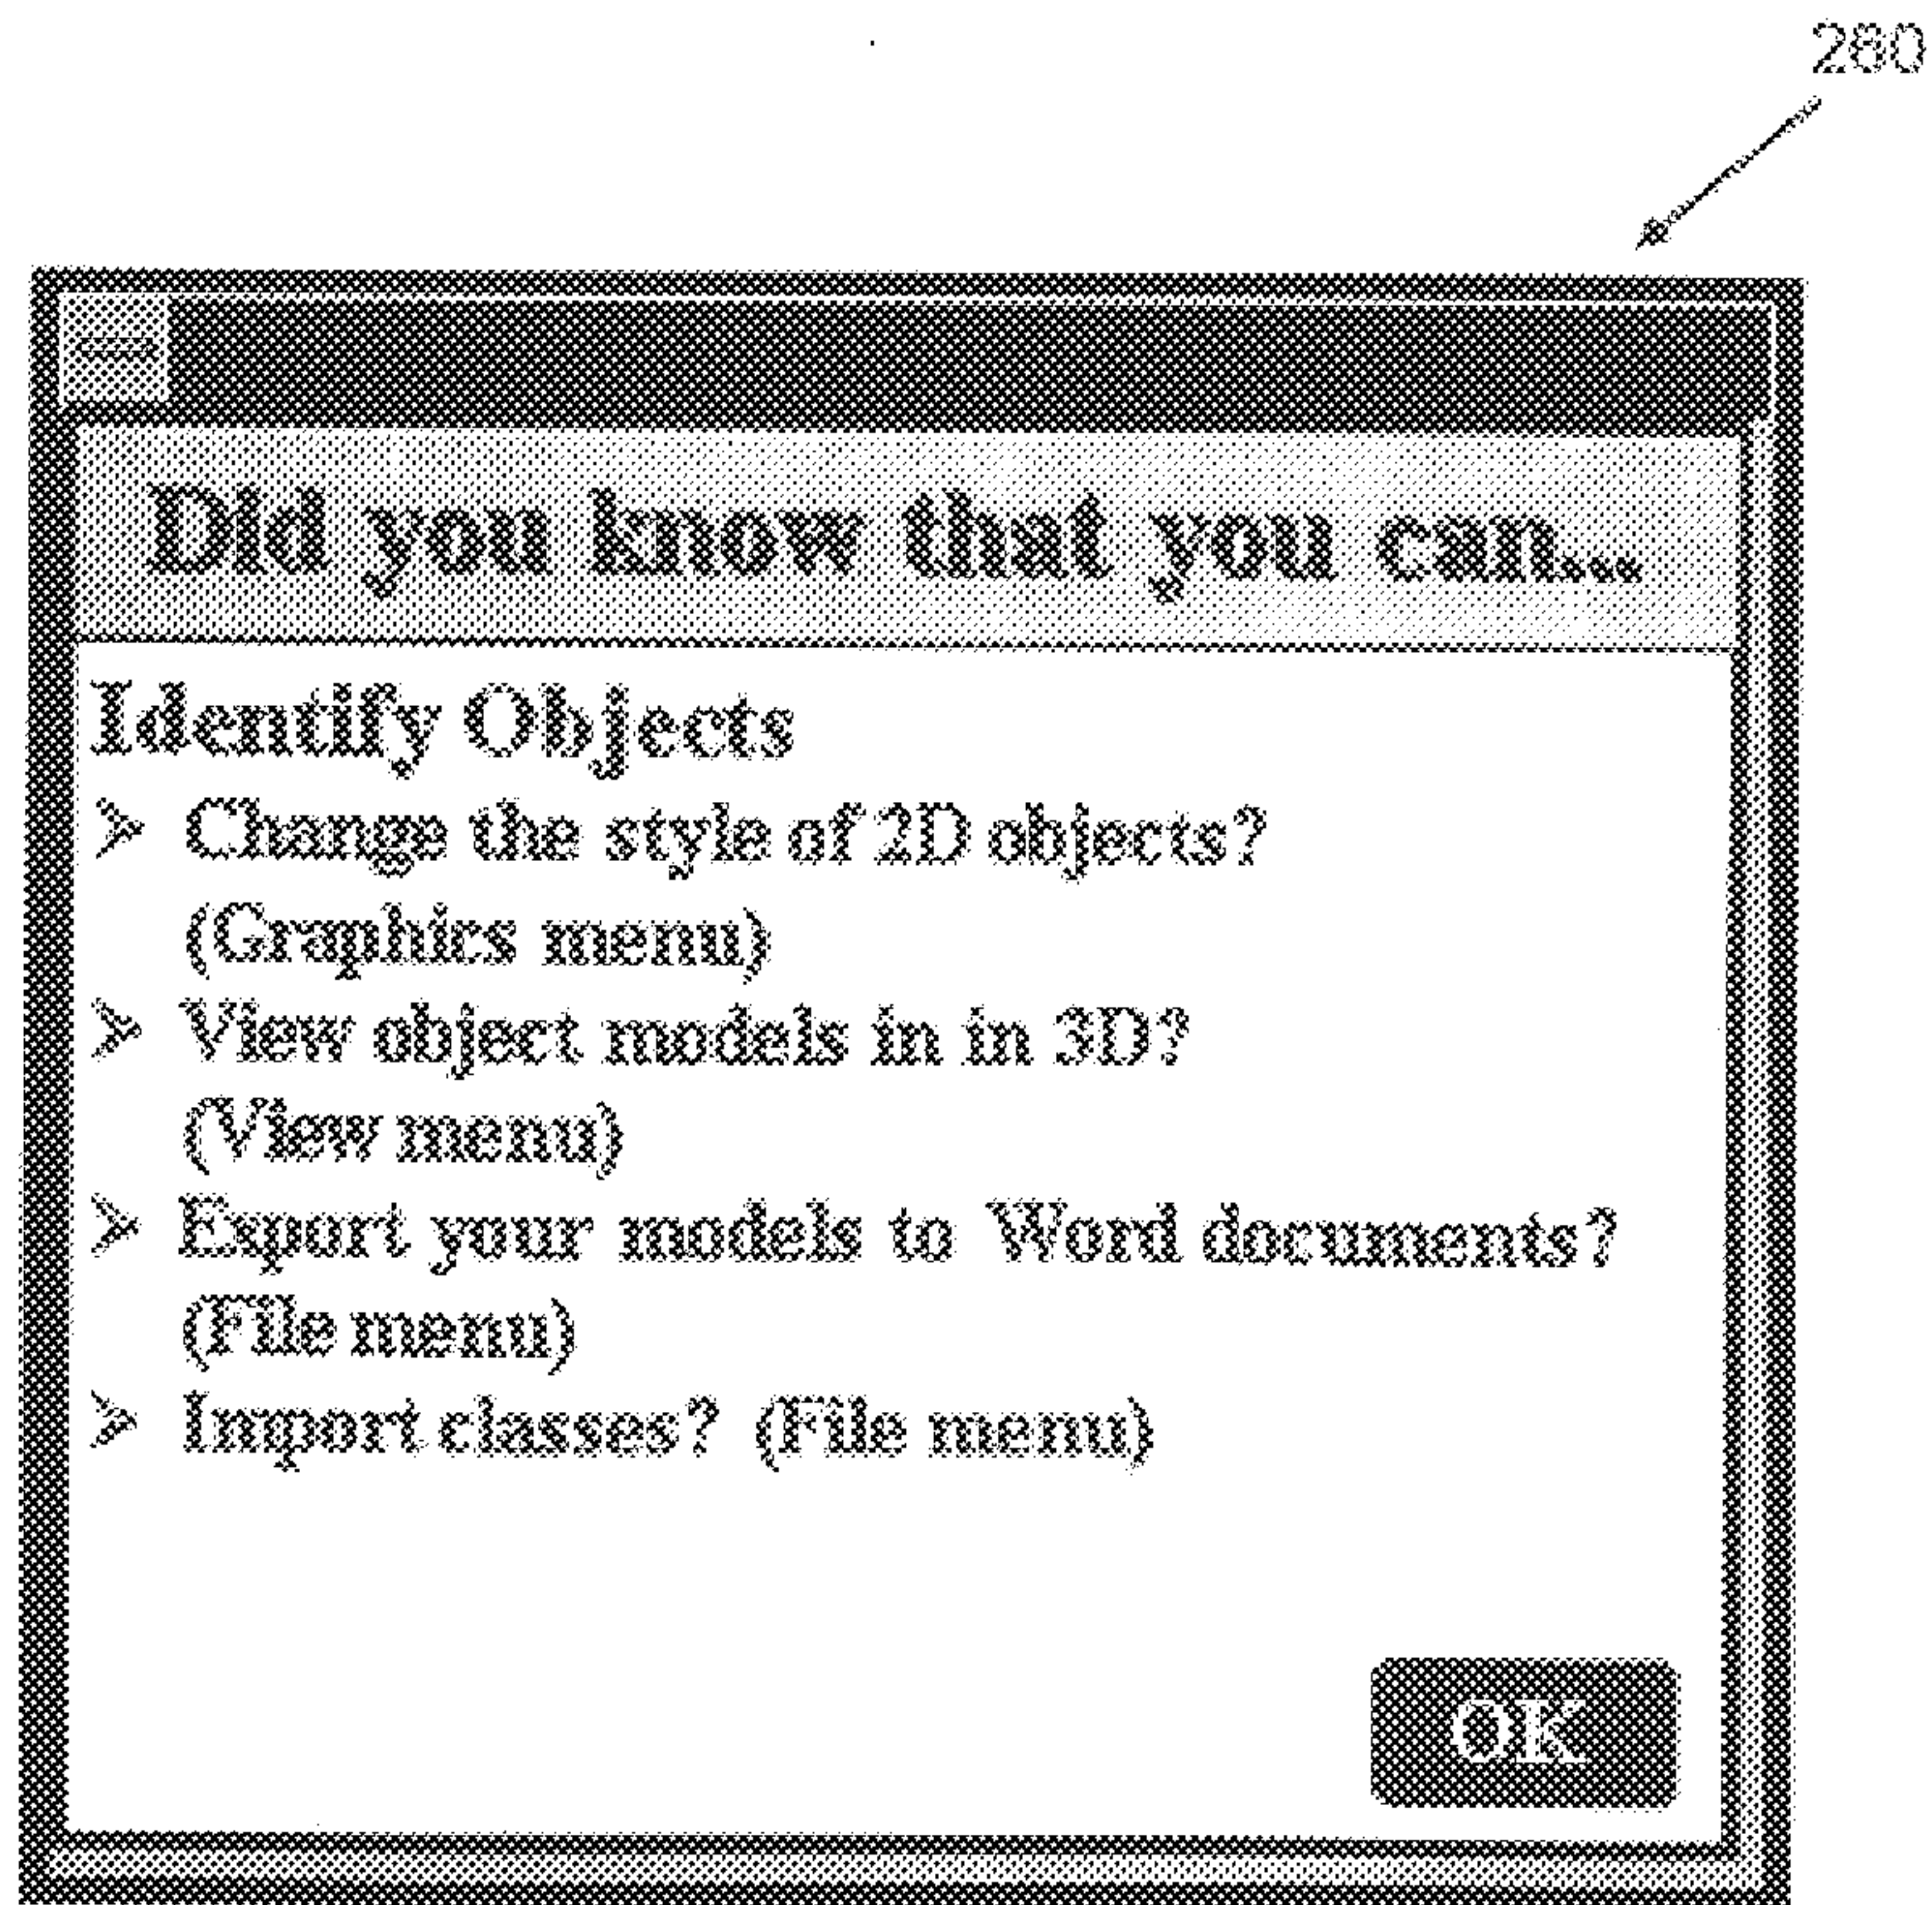 280
Did you know that you can...
Identify Objects
➢ Change the style of 2D objects?
(Graphics menu)
➢ View object models in in 3D?
(View menu)
➢ Export your models to Word documents?
(File menu)
➢ Import classes? (File menu)
OK